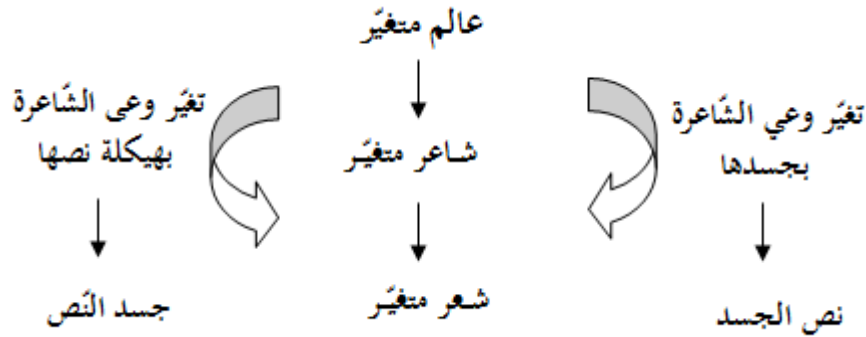 عالم متغيّر
تغيّر وعي الشّاعرة
بجسدها
شاعر متغيّر
تغيّر وعى الشّاعرة
بهيكلة نصها
نص الجسد
شعر متغيّر
جسد النّص